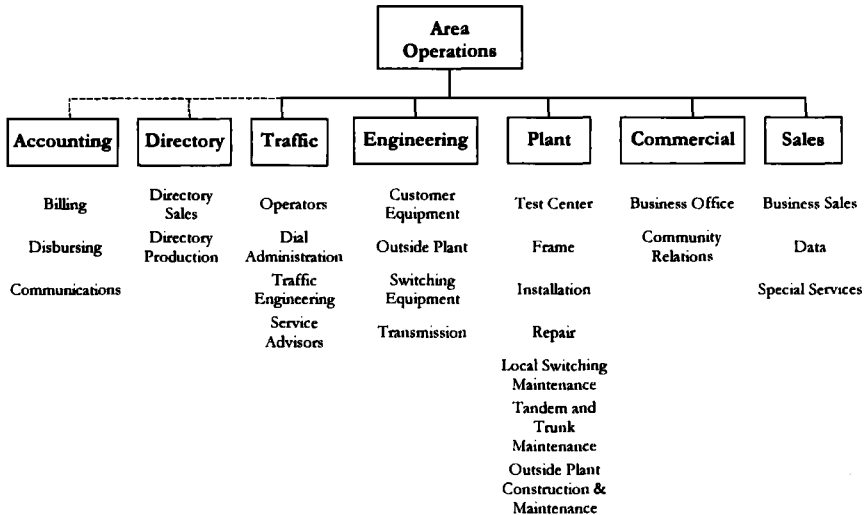 Area
Operations
Accounting
Directory
Traffic
Engineering
Plant
Commercial
Sales
Billing
Disbursing
Communications
Directory
Sales
Directory
Production
Operators
Dial
Administration
Traffic
Engineering
Service
Advisors
Customer
Equipment
Outside Plant
Switching
Equipment
Transmission
Test Center
Frame
Installation
Repair
Local Switching
Maintenance
Tandem and
Trunk
Maintenance
Outside Plant
Construction &
Maintenance
Business Office
Community
Relations
Business Sales
Data
Special Services